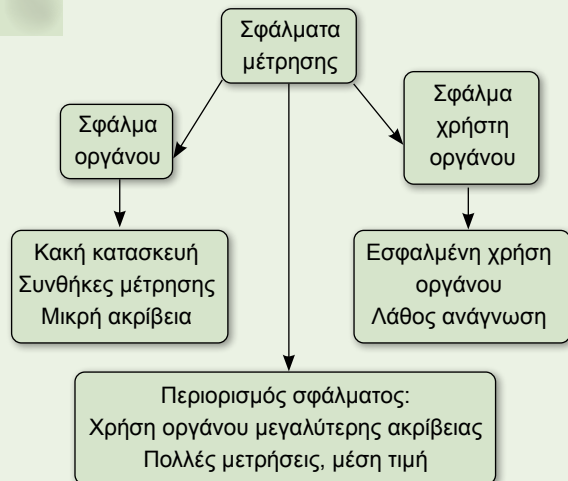 Σφάλματα
μέτρησης
Σφάλμα
οργάνου
Σφάλμα
χρήστη
οργάνου
Κακή κατασκευή
Συνθήκες μέτρησης
Μικρή ακρίβεια
Εσφαλμένη χρήση
οργάνου
Λάθος ανάγνωση
Περιορισμός σφάλματος:
Χρήση οργάνου μεγαλύτερης ακρίβειας
Πολλές μετρήσεις, μέση τιμή